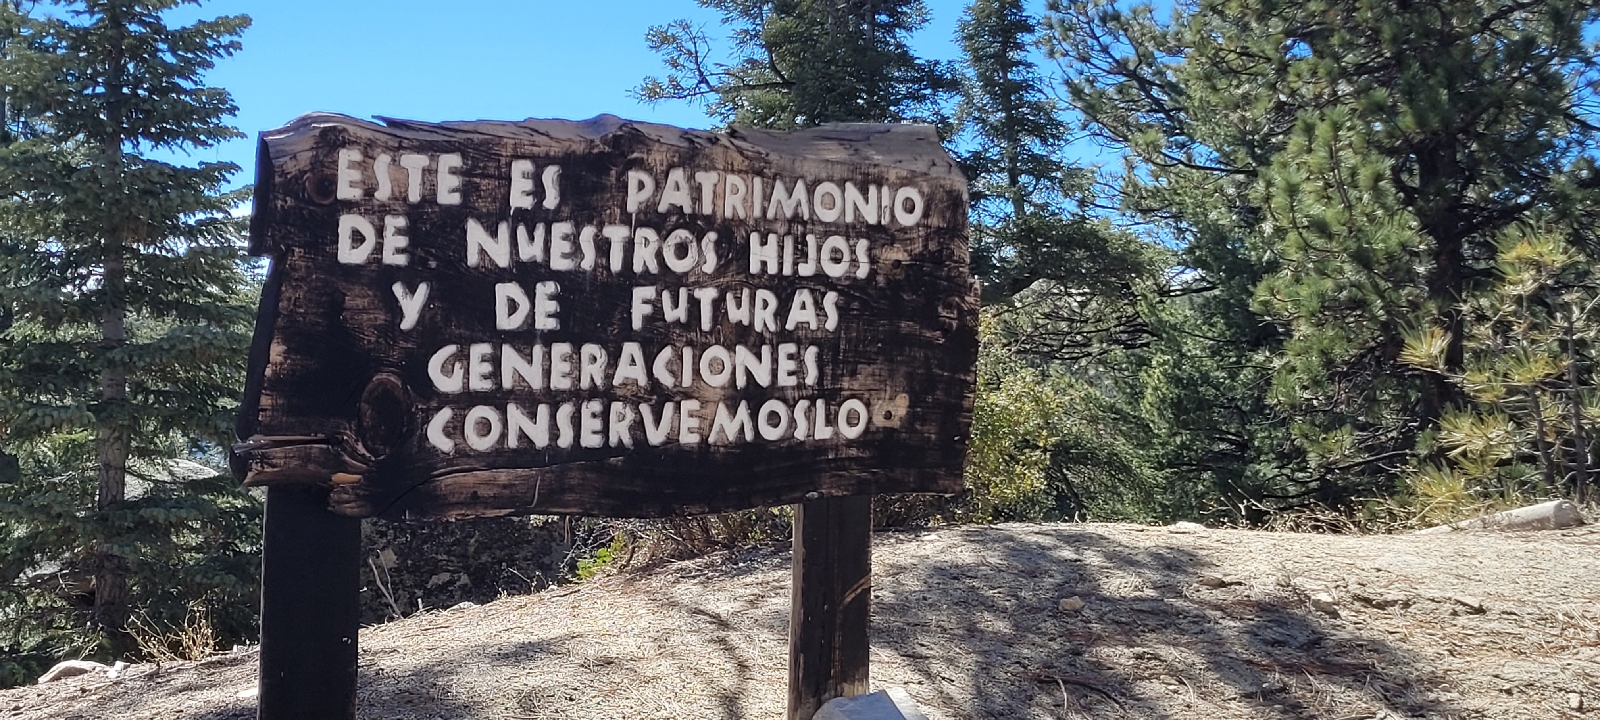 ESTE ES PATRIMONIO
DE NUESTROS HIJOS
Y DE FUTURAS
GENERACIONES
CONSERVEMOSLO